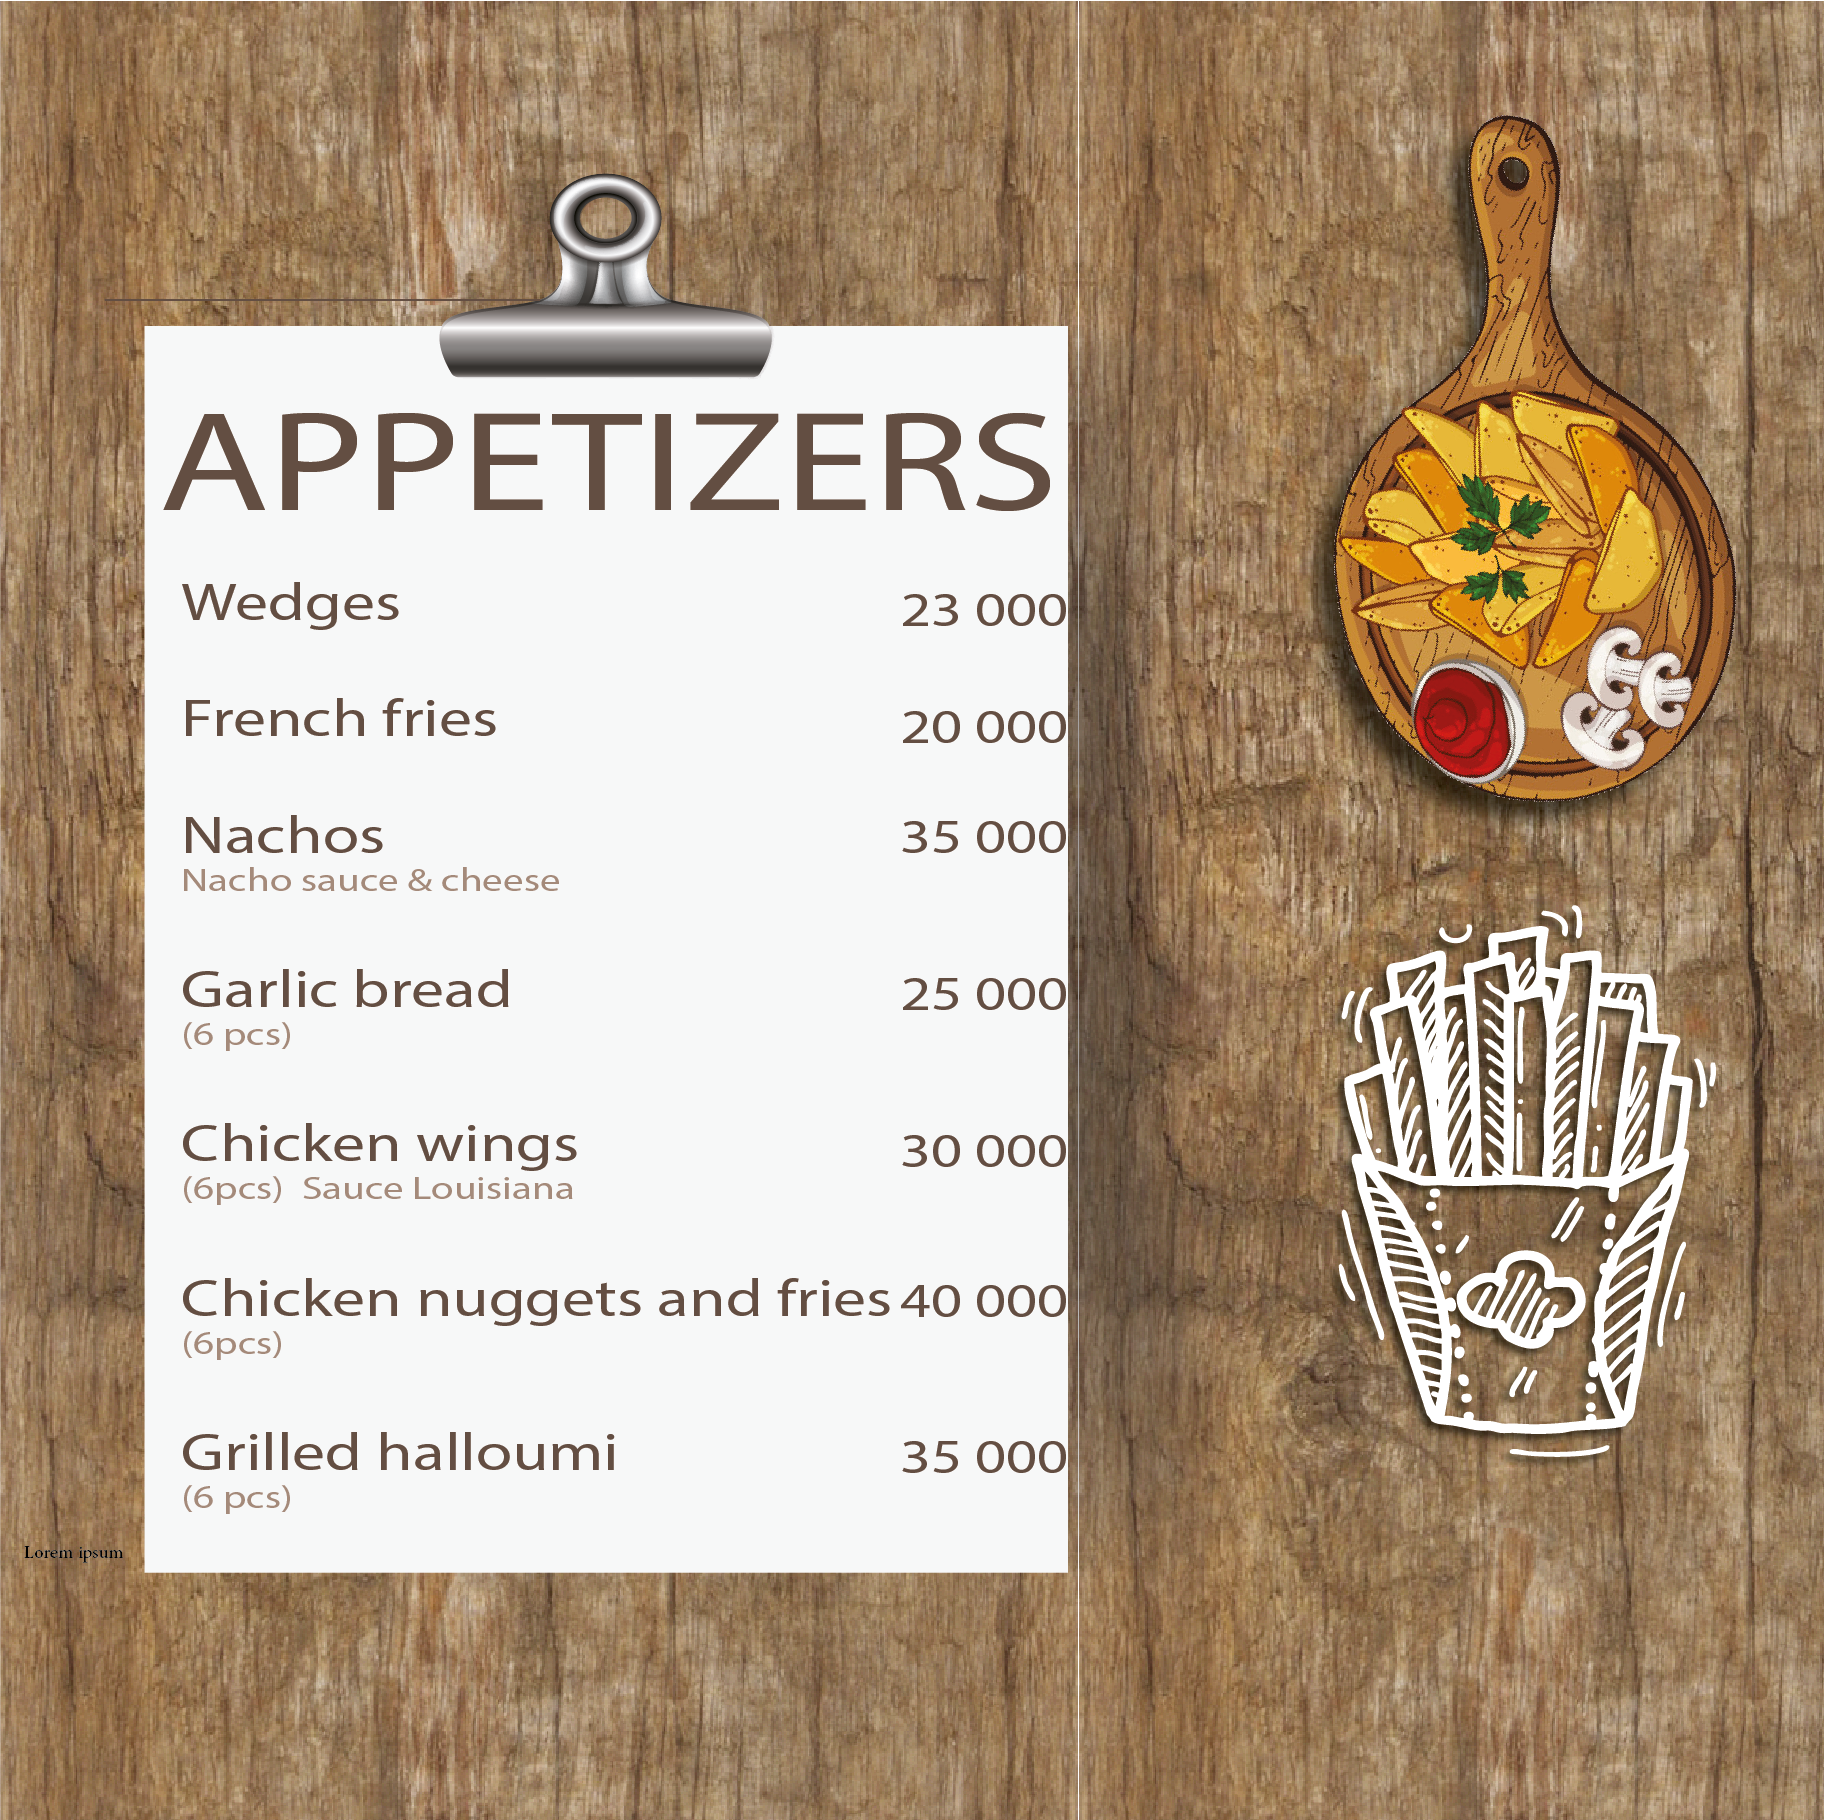 APPETIZERS
Wedges 23 000
French fries 20 000
Nachos 35 000
Nacho sauce & cheese
Garlic bread 25 000
(6 pcs)
Chicken wings 30 000
(6pcs) Sauce Louisiana
Chicken nuggets and fries 40 000
(6pcs)
Grilled halloumi 35 000
(6 pcs)
Lorem ipsum